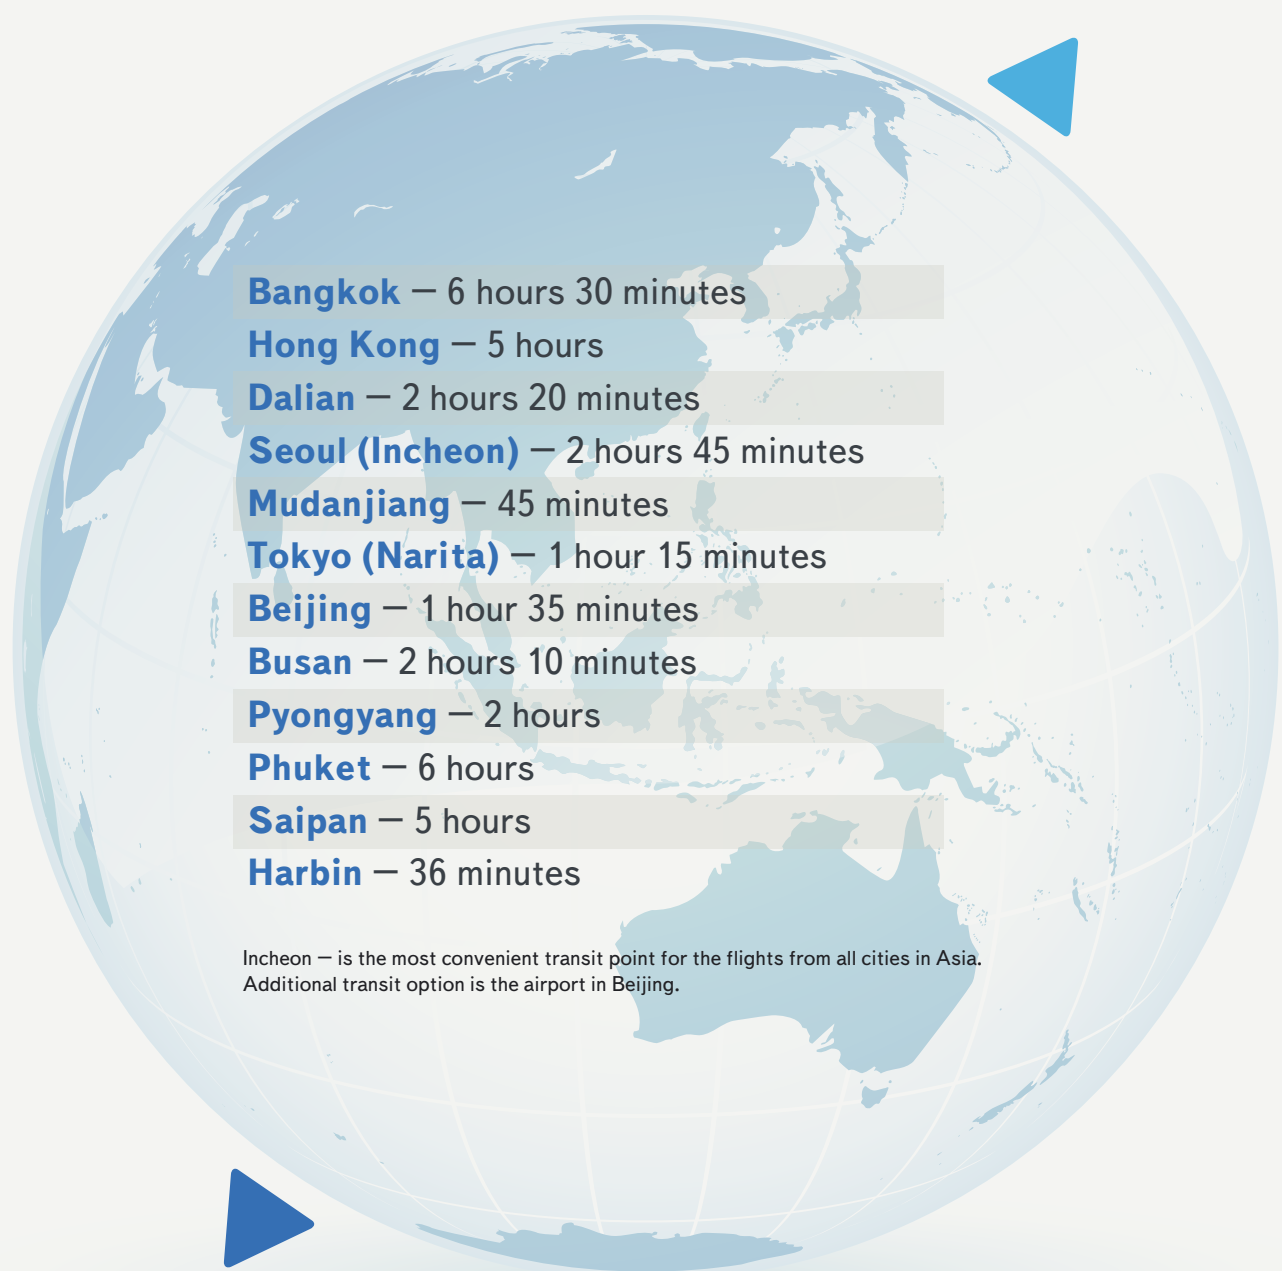 Bangkok — 6 hours 30 minutes
Hong Kong — 5 hours
Dalian — 2 hours 20 minutes
Seoul (Incheon) — 2 hours 45 minutes
Mudanjiang — 45 minutes
Tokyo (Narita) — 1 hour 15 minutes
Beijing — 1 hour 35 minutes
Busan — 2 hours 10 minutes
Pyongyang — 2 hours
Phuket — 6 hours
Saipan — 5 hours
Harbin — 36 minutes
Incheon — is the most convenient transit point for the flights from all cities in Asia.
Additional transit option is the airport in Beijing.